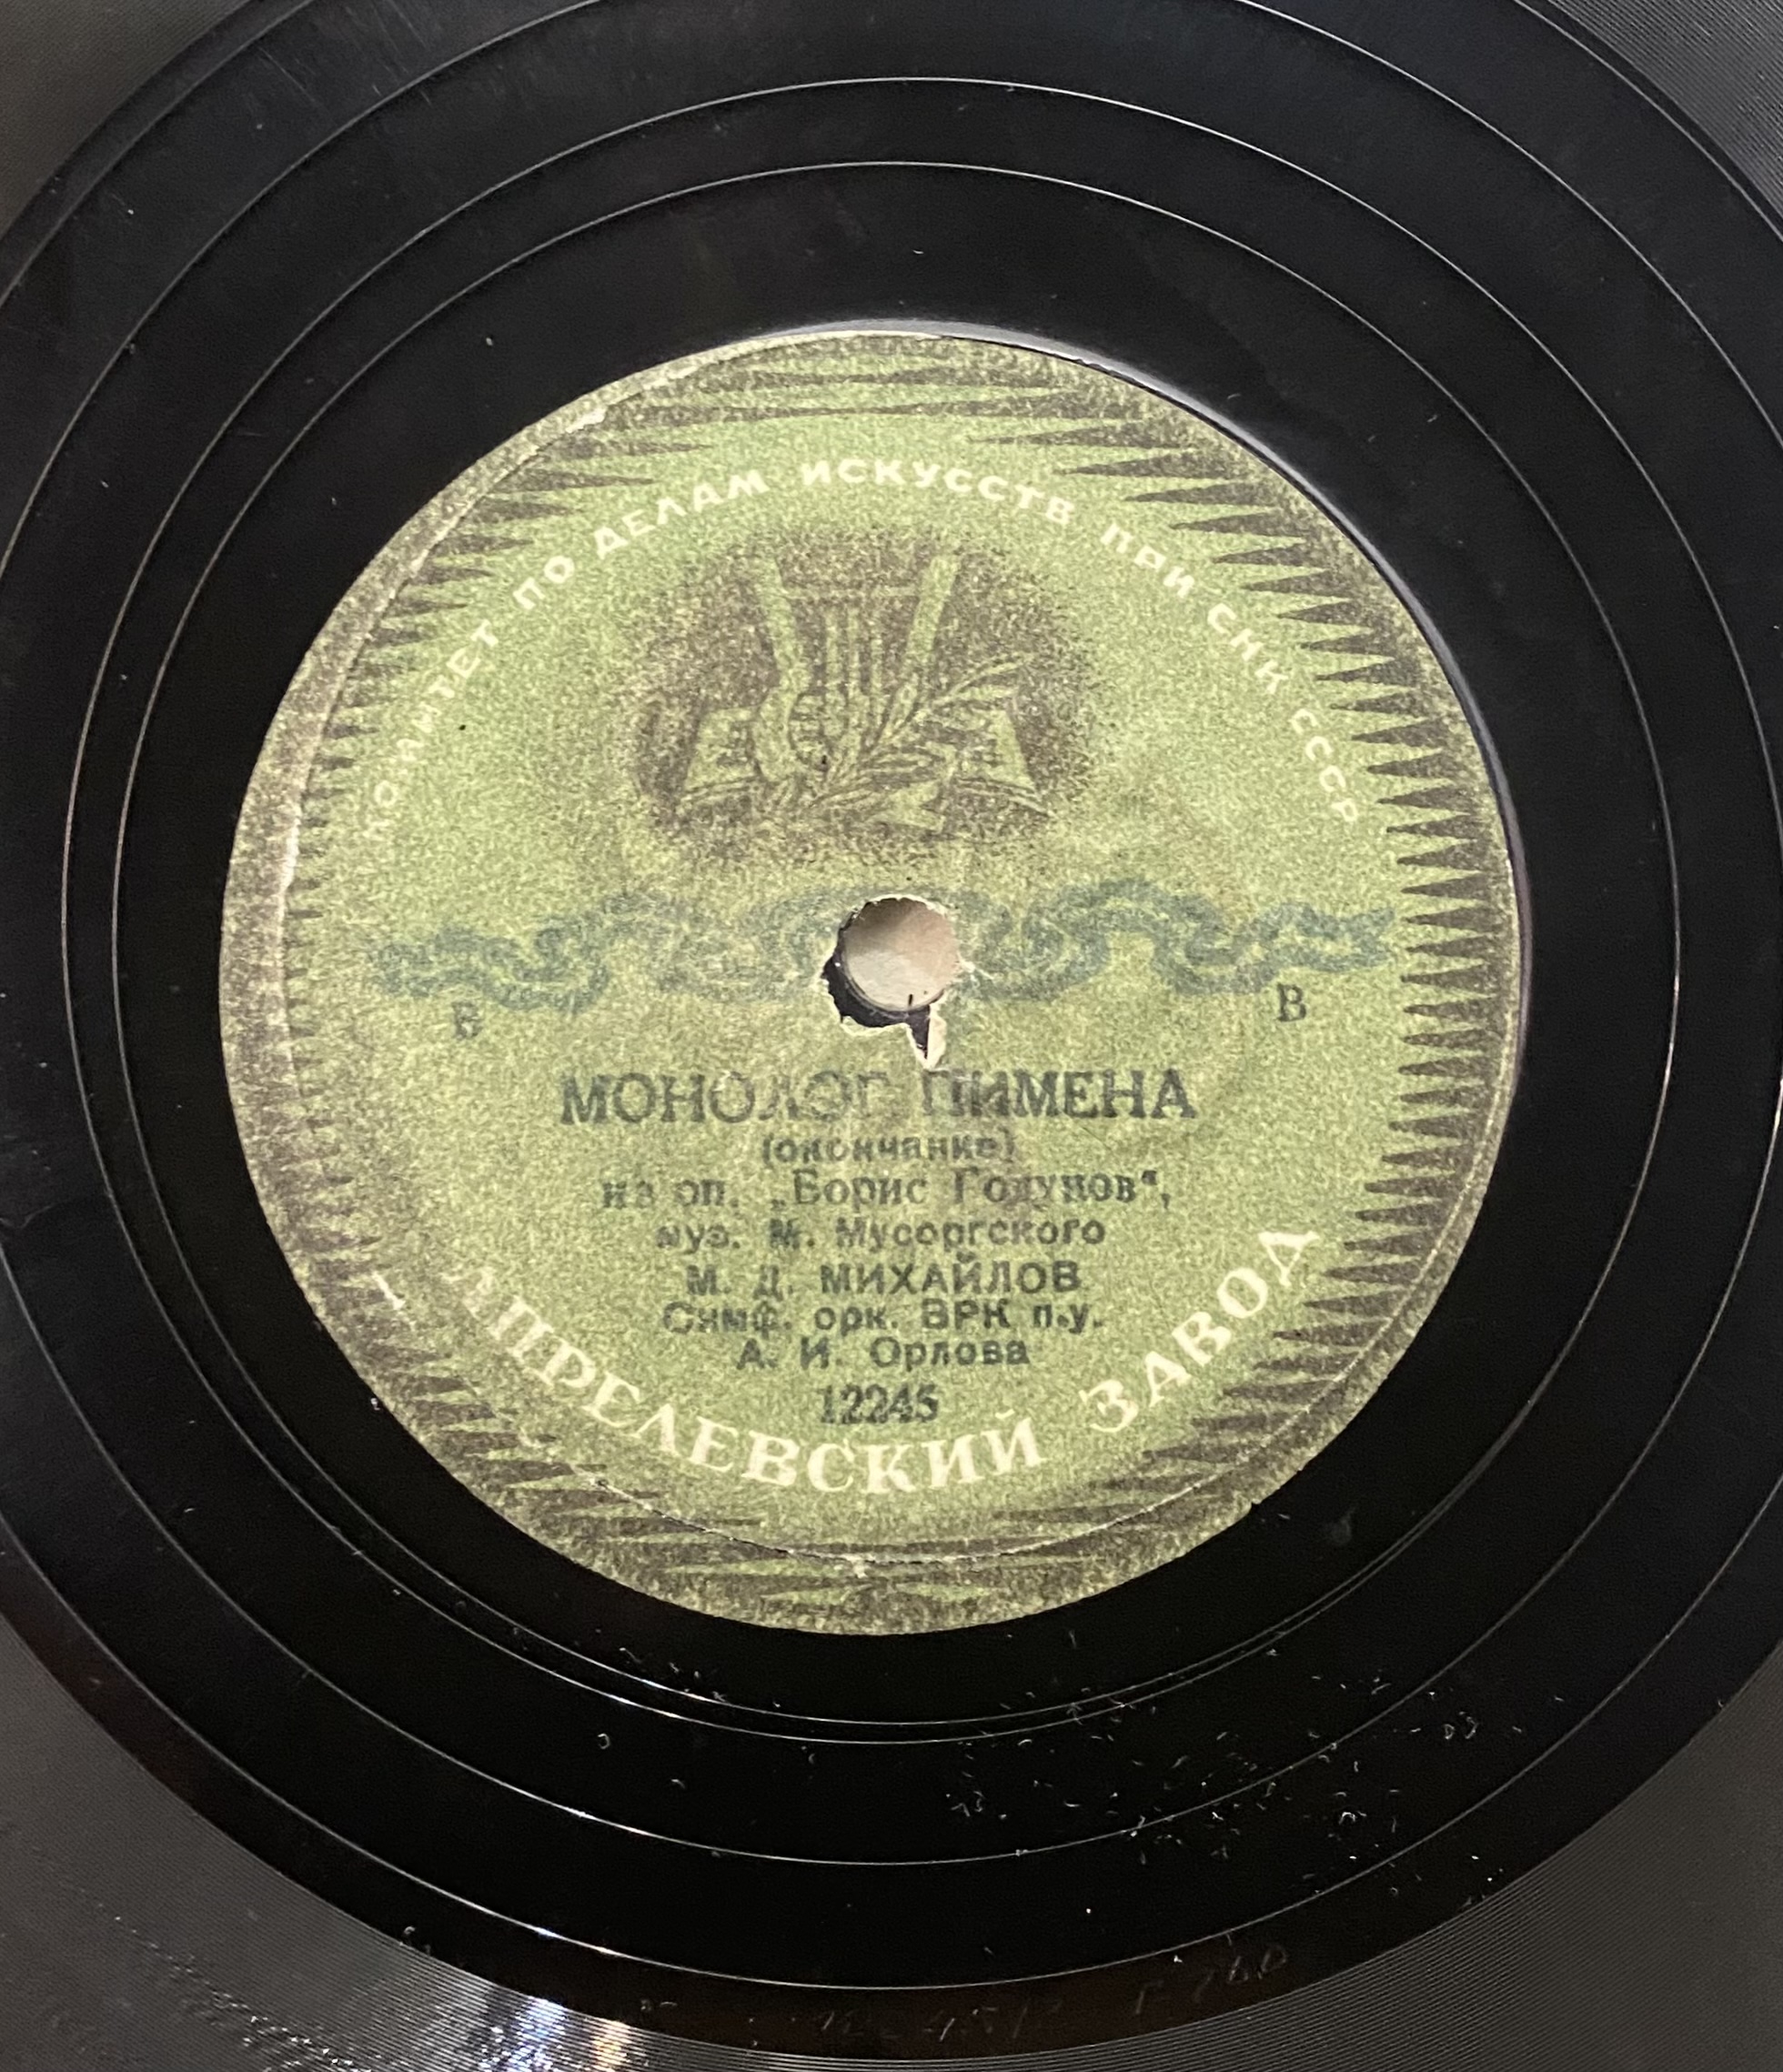 КОМИТЕТ ПО ДЕЛАМ ИСКУССТВ ПРИ СНК СССР
В В
МОНОЛОГ ПИМЕНА
(окончание)
из оп. „Борис Годунов“,
муз. М. Мусоргского
М. Д. МИХАЙЛОВ
Симф. орк. ВРК п.у.
А. И. Орлова
12245
АПРЕЛЕВСКИЙ ЗАВОД